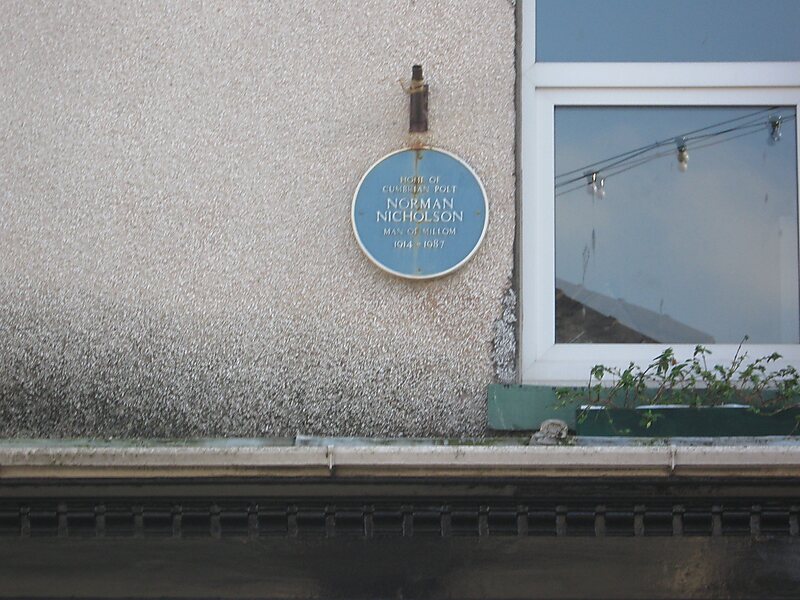 HOME OF
CUMBRIAN POET
NORMAN
NICHOLSON
MAN OF MILLOM
1914 - 1987